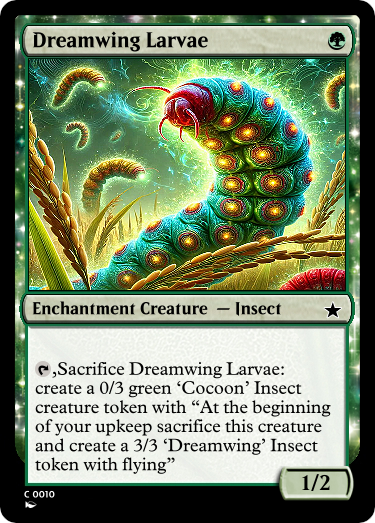 Dreamwing Larvae
Enchantment Creature — Insect
,Sacrifice Dreamwing Larvae:
create a 0/3 green ‘Cocoon’ Insect
creature token with “At the beginning
of your upkeep sacrifice this creature
and create a 3/3 ‘Dreamwing’ Insect
token with flying”
1/2
C 0010